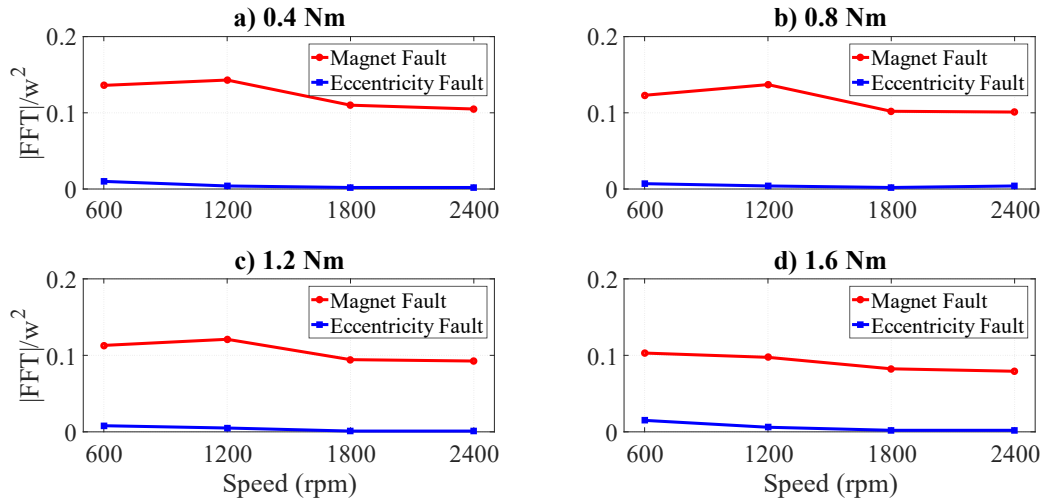 a) 0.4 Nm
|FFT|/w²
0.2
0.1
0
Magnet Fault
Eccentricity Fault
600 1200 1800 2400
b) 0.8 Nm
0.2
0.1
0
Magnet Fault
Eccentricity Fault
600 1200 1800 2400
c) 1.2 Nm
|FFT|/w²
0.2
0.1
0
Magnet Fault
Eccentricity Fault
600 1200 1800 2400
Speed (rpm)
d) 1.6 Nm
0.2
0.1
0
Magnet Fault
Eccentricity Fault
600 1200 1800 2400
Speed (rpm)